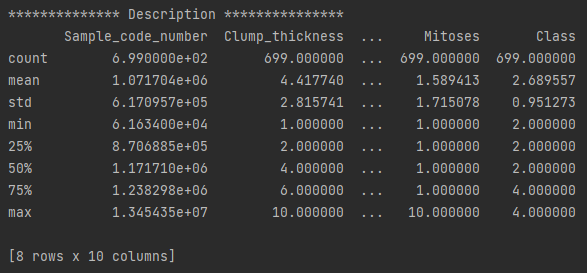 ************** Description ***************
       Sample_code_number  Clump_thickness  ...     Mitoses       Class
count        6.990000e+02       699.000000  ...  699.000000  699.000000
mean         1.071704e+06         4.417740  ...    1.589413    2.689557
std          6.170957e+05         2.815741  ...    1.715078    0.951273
min          6.163400e+04         1.000000  ...    1.000000    2.000000
25%          8.706885e+05         2.000000  ...    1.000000    2.000000
50%          1.171710e+06         4.000000  ...    1.000000    2.000000
75%          1.238298e+06         6.000000  ...    1.000000    4.000000
max          1.345435e+07        10.000000  ...   10.000000    4.000000
[8 rows x 10 columns]